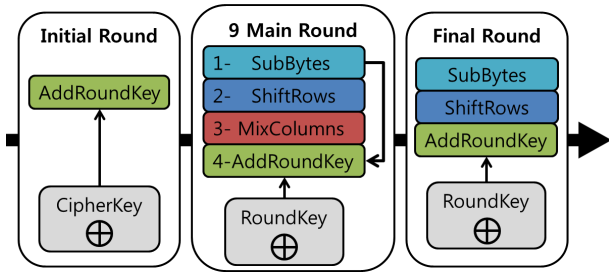 Initial Round
AddRoundKey
CipherKey
9 Main Round
1- SubBytes
2- ShiftRows
3- MixColumns
4-AddRoundKey
RoundKey
Final Round
SubBytes
ShiftRows
AddRoundKey
RoundKey